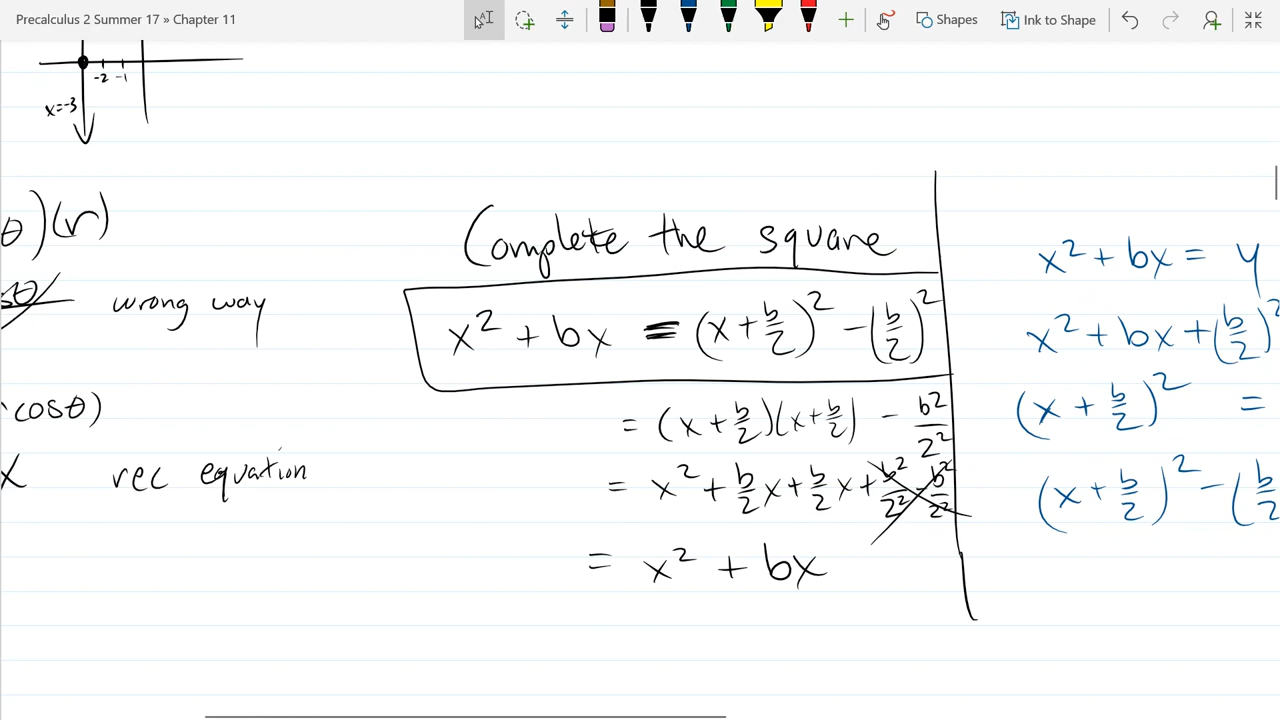 Precalculus 2 Summer 17 » Chapter 11
Shapes
Ink to Shape
-2 -1
x=-3
θ)(r)
wrong way
cosθ)
x rec equation
Complete the square
x² + bx = (x + b/2)² - (b/2)²
= (x + b/2)(x + b/2) - b²/2²
= x² + b/2 x + b/2 x + b²/2² - b²/2²
= x² + bx
x² + bx = y
x² + bx + (b/2)²
(x + b/2)² =
(x + b/2)² - (b/2